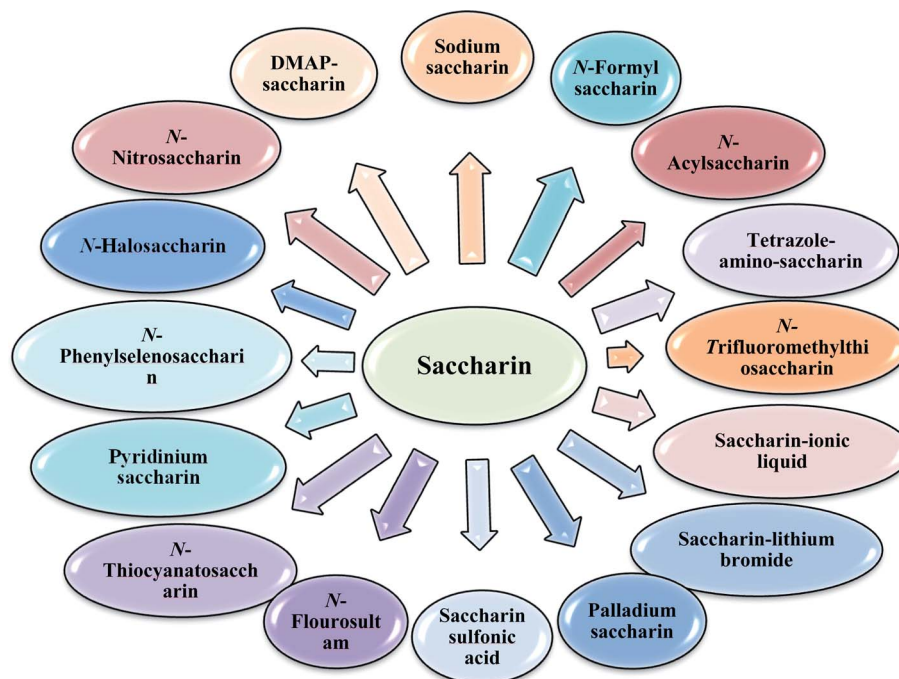 Sodium
saccharin
N-Formyl
saccharin
N-
Acylsaccharin
Tetrazole-
amino-saccharin
N-
Trifluoromethylthi
osaccharin
Saccharin-ionic
liquid
Saccharin-lithium
bromide
Palladium
saccharin
Saccharin
sulfonic
acid
N-
Flourosult
am
N-
Thiocyanatosacch
arin
Pyridinium
saccharin
N-
Phenylselenosacchari
n
N-Halosaccharin
N-
Nitrosaccharin
DMAP-
saccharin
Saccharin